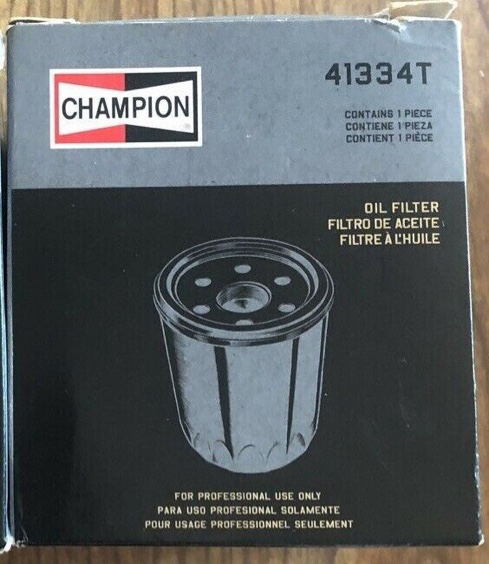 CHAMPION
41334T
CONTAINS 1 PIECE
CONTIENE 1 PIEZA
CONTIENT 1 PIÈCE
OIL FILTER
FILTRO DE ACEITE
FILTRE À L'HUILE
FOR PROFESSIONAL USE ONLY
PARA USO PROFESIONAL SOLAMENTE
POUR USAGE PROFESSIONNEL SEULEMENT